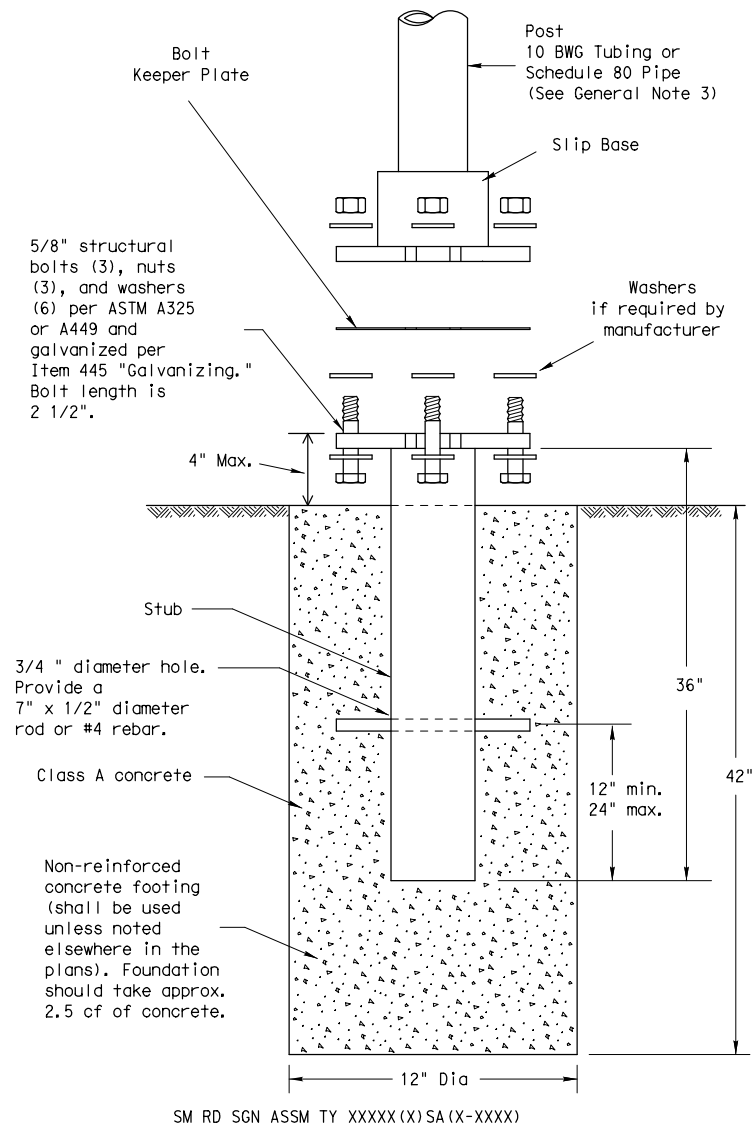 Bolt
Keeper Plate
Post
10 BWG Tubing or
Schedule 80 Pipe
(See General Note 3)
Slip Base
5/8" structural
bolts (3), nuts
(3), and washers
(6) per ASTM A325
or A449 and
galvanized per
Item 445 "Galvanizing."
Bolt length is
2 1/2".
Washers
if required by
manufacturer
4" Max.
Stub
3/4 " diameter hole.
Provide a
7" x 1/2" diameter
rod or #4 rebar.
36"
12" min.
24" max.
42"
Class A concrete
Non-reinforced
concrete footing
(shall be used
unless noted
elsewhere in the
plans). Foundation
should take approx.
2.5 cf of concrete.
12" Dia
SM RD SGN ASSM TY XXXXX(X)SA(X-XXXX)